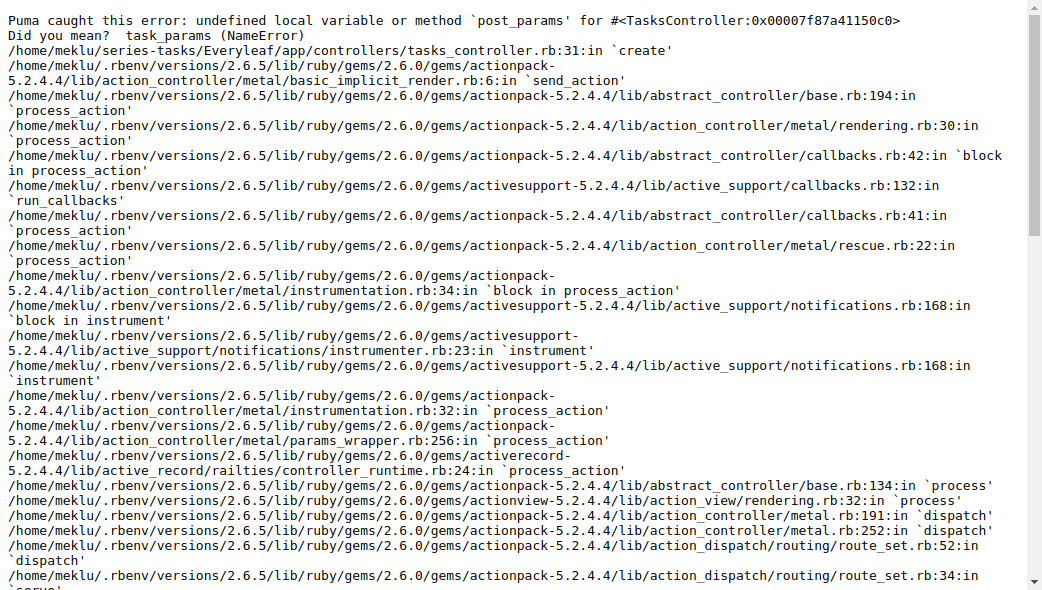 Puma caught this error: undefined local variable or method `post_params' for #<TasksController:0x00007f87a41150c0>
Did you mean?  task_params (NameError)
/home/meklu/series-tasks/Everyleaf/app/controllers/tasks_controller.rb:31:in `create'
/home/meklu/.rbenv/versions/2.6.5/lib/ruby/gems/2.6.0/gems/actionpack-
5.2.4.4/lib/action_controller/metal/basic_implicit_render.rb:6:in `send_action'
/home/meklu/.rbenv/versions/2.6.5/lib/ruby/gems/2.6.0/gems/actionpack-5.2.4.4/lib/abstract_controller/base.rb:194:in
`process_action'
/home/meklu/.rbenv/versions/2.6.5/lib/ruby/gems/2.6.0/gems/actionpack-5.2.4.4/lib/action_controller/metal/rendering.rb:30:in
`process_action'
/home/meklu/.rbenv/versions/2.6.5/lib/ruby/gems/2.6.0/gems/actionpack-5.2.4.4/lib/abstract_controller/callbacks.rb:42:in `block
in process_action'
/home/meklu/.rbenv/versions/2.6.5/lib/ruby/gems/2.6.0/gems/activesupport-5.2.4.4/lib/active_support/callbacks.rb:132:in
`run_callbacks'
/home/meklu/.rbenv/versions/2.6.5/lib/ruby/gems/2.6.0/gems/actionpack-5.2.4.4/lib/abstract_controller/callbacks.rb:41:in
`process_action'
/home/meklu/.rbenv/versions/2.6.5/lib/ruby/gems/2.6.0/gems/actionpack-5.2.4.4/lib/action_controller/metal/rescue.rb:22:in
`process_action'
/home/meklu/.rbenv/versions/2.6.5/lib/ruby/gems/2.6.0/gems/actionpack-
5.2.4.4/lib/action_controller/metal/instrumentation.rb:34:in `block in process_action'
/home/meklu/.rbenv/versions/2.6.5/lib/ruby/gems/2.6.0/gems/activesupport-5.2.4.4/lib/active_support/notifications.rb:168:in
`block in instrument'
/home/meklu/.rbenv/versions/2.6.5/lib/ruby/gems/2.6.0/gems/activesupport-
5.2.4.4/lib/active_support/notifications/instrumenter.rb:23:in `instrument'
/home/meklu/.rbenv/versions/2.6.5/lib/ruby/gems/2.6.0/gems/activesupport-5.2.4.4/lib/active_support/notifications.rb:168:in
`instrument'
/home/meklu/.rbenv/versions/2.6.5/lib/ruby/gems/2.6.0/gems/actionpack-
5.2.4.4/lib/action_controller/metal/instrumentation.rb:32:in `process_action'
/home/meklu/.rbenv/versions/2.6.5/lib/ruby/gems/2.6.0/gems/actionpack-
5.2.4.4/lib/action_controller/metal/params_wrapper.rb:256:in `process_action'
/home/meklu/.rbenv/versions/2.6.5/lib/ruby/gems/2.6.0/gems/activerecord-
5.2.4.4/lib/active_record/railties/controller_runtime.rb:24:in `process_action'
/home/meklu/.rbenv/versions/2.6.5/lib/ruby/gems/2.6.0/gems/actionpack-5.2.4.4/lib/abstract_controller/base.rb:134:in `process'
/home/meklu/.rbenv/versions/2.6.5/lib/ruby/gems/2.6.0/gems/actionview-5.2.4.4/lib/action_view/rendering.rb:32:in `process'
/home/meklu/.rbenv/versions/2.6.5/lib/ruby/gems/2.6.0/gems/actionpack-5.2.4.4/lib/action_controller/metal.rb:191:in `dispatch'
/home/meklu/.rbenv/versions/2.6.5/lib/ruby/gems/2.6.0/gems/actionpack-5.2.4.4/lib/action_controller/metal.rb:252:in `dispatch'
/home/meklu/.rbenv/versions/2.6.5/lib/ruby/gems/2.6.0/gems/actionpack-5.2.4.4/lib/action_dispatch/routing/route_set.rb:52:in
`dispatch'
/home/meklu/.rbenv/versions/2.6.5/lib/ruby/gems/2.6.0/gems/actionpack-5.2.4.4/lib/action_dispatch/routing/route_set.rb:34:in